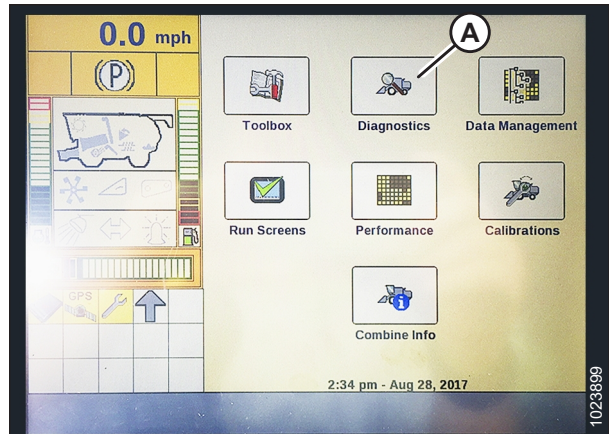 0.0 mph
(P)
A
Toolbox
Diagnostics
Data Management
Run Screens
Performance
Calibrations
GPS
Combine Info
2:34 pm - Aug 28, 2017
1023899